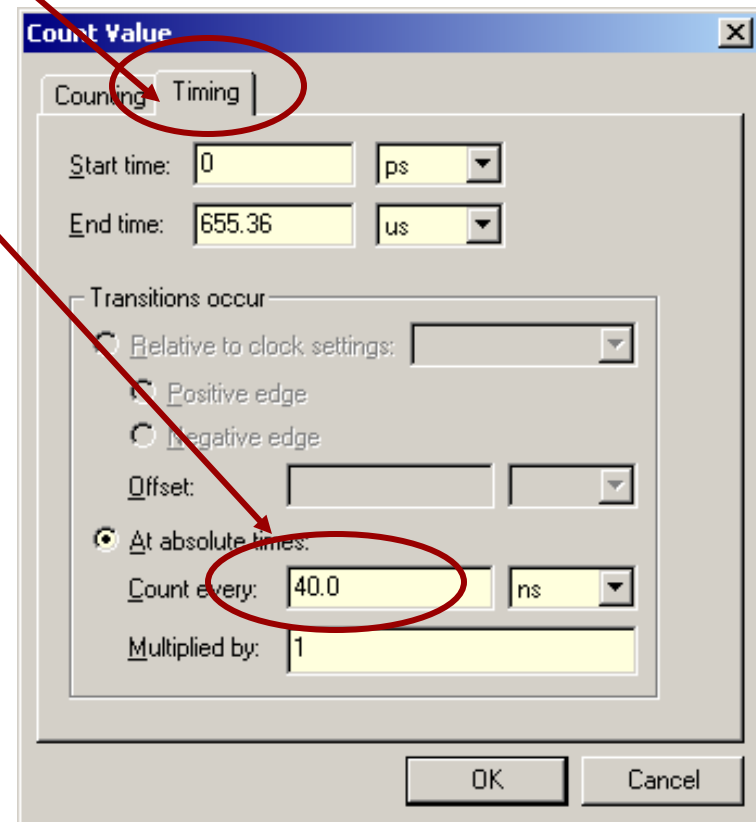 Count Value
Counting Timing
Start time: 0 ps
End time: 655.36 us
Transitions occur
Relative to clock settings:
Positive edge
Negative edge
Offset:
At absolute times:
Count every: 40.0 ns
Multiplied by: 1
OK Cancel